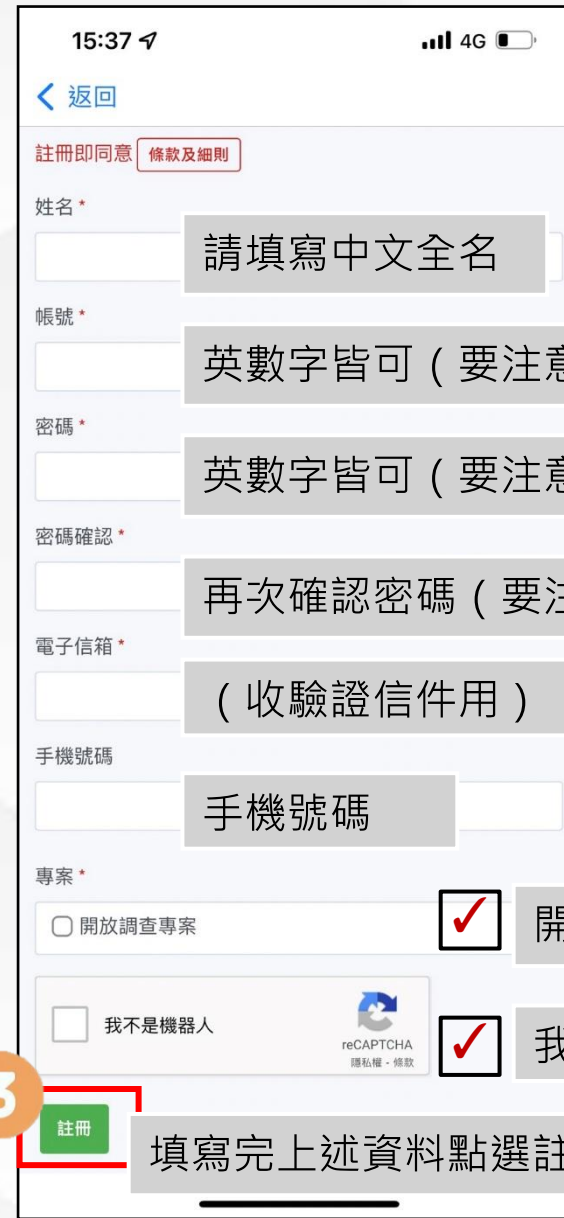 15:37
4G
返回
註冊即同意 條款及細則
姓名 *
請填寫中文全名
帳號 *
英數字皆可（要注意
密碼 *
英數字皆可（要注意
密碼確認 *
再次確認密碼（要注
電子信箱 *
（收驗證信件用）
手機號碼
手機號碼
專案 *
開放調查專案
✓ 開
我不是機器人
reCAPTCHA
隱私權 - 條款
✓ 我
3
註冊
填寫完上述資料點選註